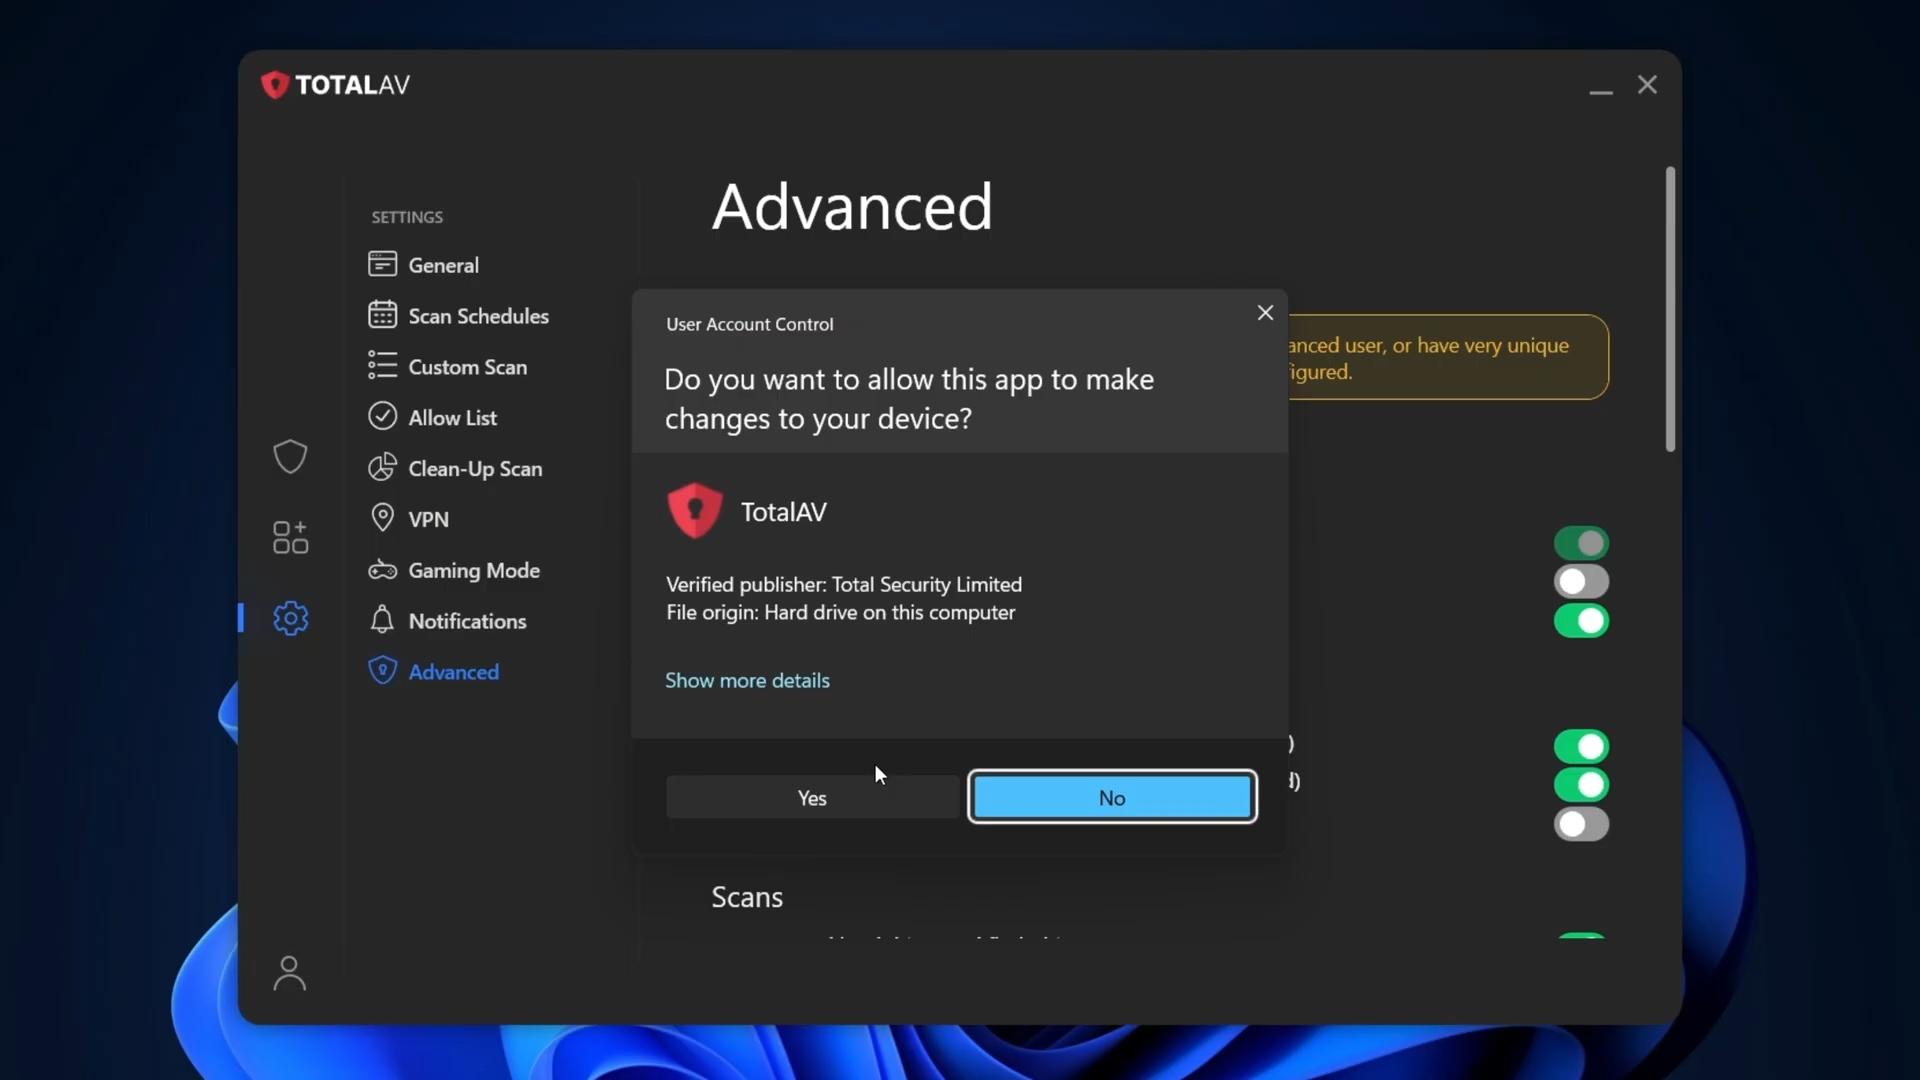 TOTALAV
Advanced
SETTINGS
General
Scan Schedules
Custom Scan
Allow List
Clean-Up Scan
VPN
Gaming Mode
Notifications
Advanced
anced user, or have very unique
igured.
User Account Control
Do you want to allow this app to make
changes to your device?
TotalAV
Verified publisher: Total Security Limited
File origin: Hard drive on this computer
Show more details
)
d)
Yes
No
Scans